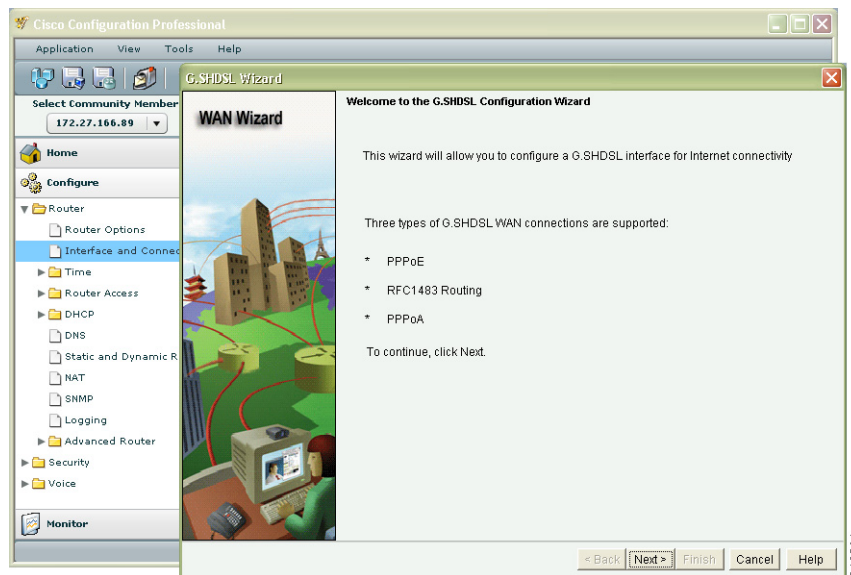 Cisco Configuration Professional
Application View Tools Help
Select Community Member
172.27.166.89
Home
Configure
Router
Router Options
Interface and Connec
Time
Router Access
DHCP
DNS
Static and Dynamic R
NAT
SNMP
Logging
Advanced Router
Security
Voice
Monitor
G.SHDSL Wizard
WAN Wizard
Welcome to the G.SHDSL Configuration Wizard
This wizard will allow you to configure a G.SHDSL interface for Internet connectivity
Three types of G.SHDSL WAN connections are supported:
* PPPoE
* RFC1483 Routing
* PPPoA
To continue, click Next.
< Back Next > Finish Cancel Help